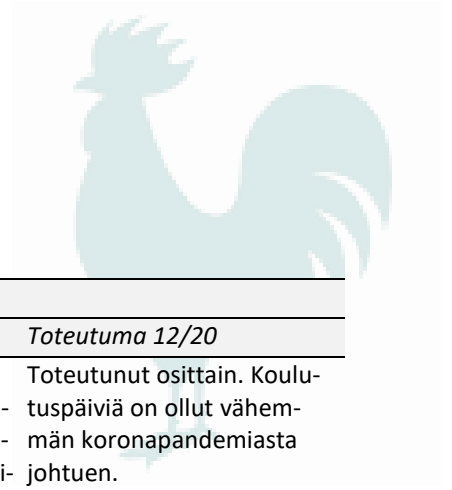 Toteutuma 12/20
Toteutunut osittain. Koulu-
- tuspäiviä on ollut vähem-
- män koronapandemiasta
i- johtuen.